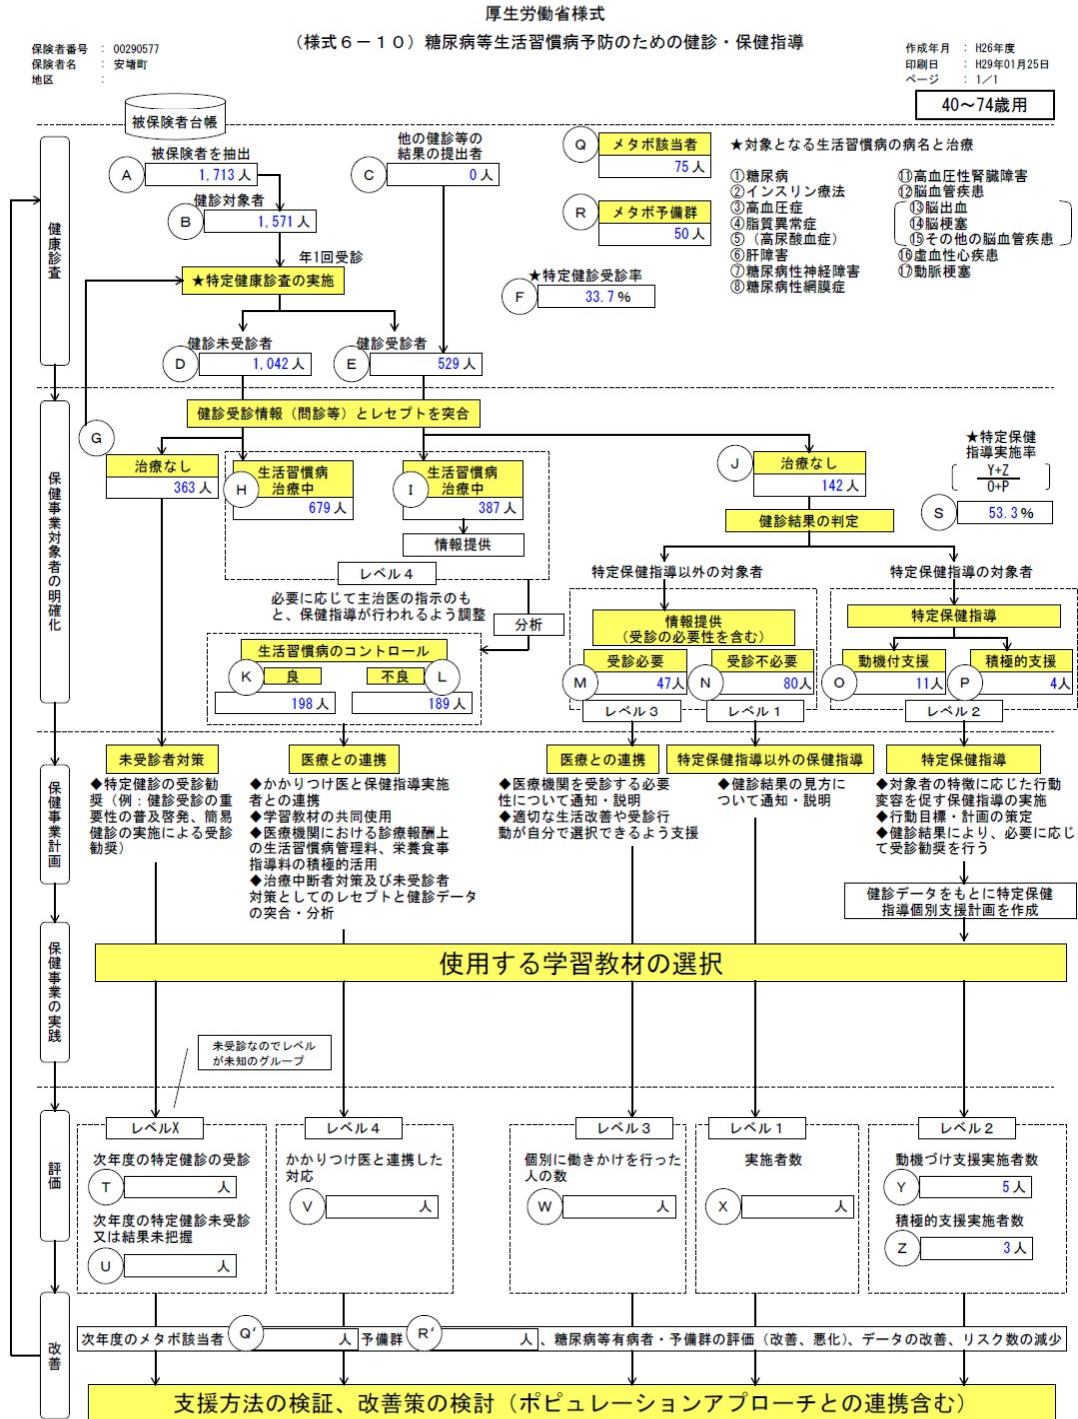 厚生労働省様式
(様式6-10) 糖尿病等生活習慣病予防のための健診・保健指導
保険者番号 : 00290577
保険者名 : 安堵町
地区 :
作成年月 : H26年度
印刷日 : H29年01月25日
ページ : 1/1
40~74歳用
被保険者台帳
健康診査
被保険者を抽出
A 1,713 人
健診対象者
B 1,571 人
他の健診等の
結果の提出者
C 0 人
年1回受診
★特定健康診査の実施
健診未受診者
D 1,042 人
健診受診者
E 529 人
Q メタボ該当者
75 人
R メタボ予備群
50 人
★特定健診受診率
F 33.7 %
★対象となる生活習慣病の病名と治療
①糖尿病
②インスリン療法
③高血圧症
④脂質異常症
⑤(高尿酸血症)
⑥肝障害
⑦糖尿病性神経障害
⑧糖尿病性網膜症
⑪高血圧性腎臓障害
⑫脳血管疾患
⑬脳出血
⑭脳梗塞
⑮その他の脳血管疾患
⑯虚血性心疾患
⑰動脈梗塞
保健事業対象者の明確化
健診受診情報(問診等)とレセプトを突合
G
治療なし
363 人
H 生活習慣病
治療中
679 人
I 生活習慣病
治療中
387 人
情報提供
レベル4
J 治療なし
142 人
健診結果の判定
★特定保健
指導実施率
Y+Z
O+P
S 53.3 %
必要に応じて主治医の指示のも
と、保健指導が行われるよう調整
分析
生活習慣病のコントロール
K 良
198 人
不良 L
189 人
特定保健指導以外の対象者
情報提供
(受診の必要性を含む)
M 受診必要
47人
N 受診不必要
80人
レベル3
レベル1
特定保健指導の対象者
特定保健指導
O 動機付支援
11人
P 積極的支援
4人
レベル2
保健事業計画
未受診者対策
◆特定健診の受診勧
奨(例:健診受診の重
要性の普及啓発、簡易
健診の実施による受診
勧奨)
医療との連携
◆かかりつけ医と保健指導実施
者との連携
◆学習教材の共同使用
◆医療機関における診療報酬上
の生活習慣病管理料、栄養食事
指導料の積極的活用
◆治療中断者対策及び未受診者
対策としてのレセプトと健診データ
の突合・分析
医療との連携
◆医療機関を受診する必要
性について通知・説明
◆適切な生活改善や受診行
動が自分で選択できるよう支援
特定保健指導以外の保健指導
◆健診結果の見方に
ついて通知・説明
特定保健指導
◆対象者の特徴に応じた行動
変容を促す保健指導の実施
◆行動目標・計画の策定
◆健診結果により、必要に応じ
て受診勧奨を行う
健診データをもとに特定保健
指導個別支援計画を作成
保健事業の実践
使用する学習教材の選択
未受診なのでレベル
が未知のグループ
評価
レベルX
次年度の特定健診の受診
T 人
次年度の特定健診未受診
又は結果未把握
U 人
レベル4
かかりつけ医と連携した
対応
V 人
レベル3
個別に働きかけを行った
人の数
W 人
レベル1
実施者数
X 人
レベル2
動機づけ支援実施者数
Y 5 人
積極的支援実施者数
Z 3 人
改善
次年度のメタボ該当者 Q' 人 予備群 R' 人 、糖尿病等有病者・予備群の評価(改善、悪化)、データの改善、リスク数の減少
支援方法の検証、改善策の検討(ポピュレーションアプローチとの連携含む)